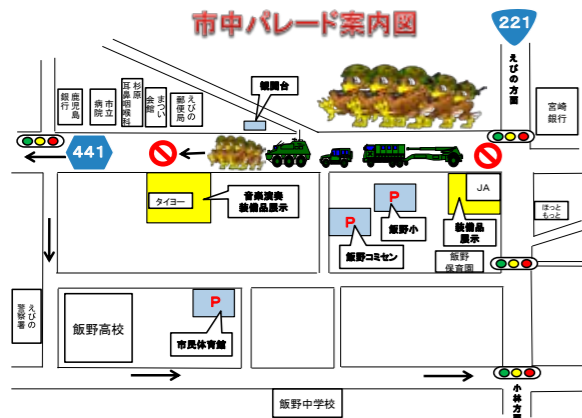 市中パレード案内図
221
えびの方面
鹿児島
銀行
市立
病院
杉原
耳鼻咽喉科
まつい
会館
えびの
郵便局
観閲台
宮崎
銀行
441
タイヨー
音楽演奏
装備品展示
P
飯野小
P
飯野コミセン
JA
装備品
展示
ほっと
もっと
飯野
保育園
えびの
警察署
飯野高校
P
市民体育館
飯野中学校
小林方面